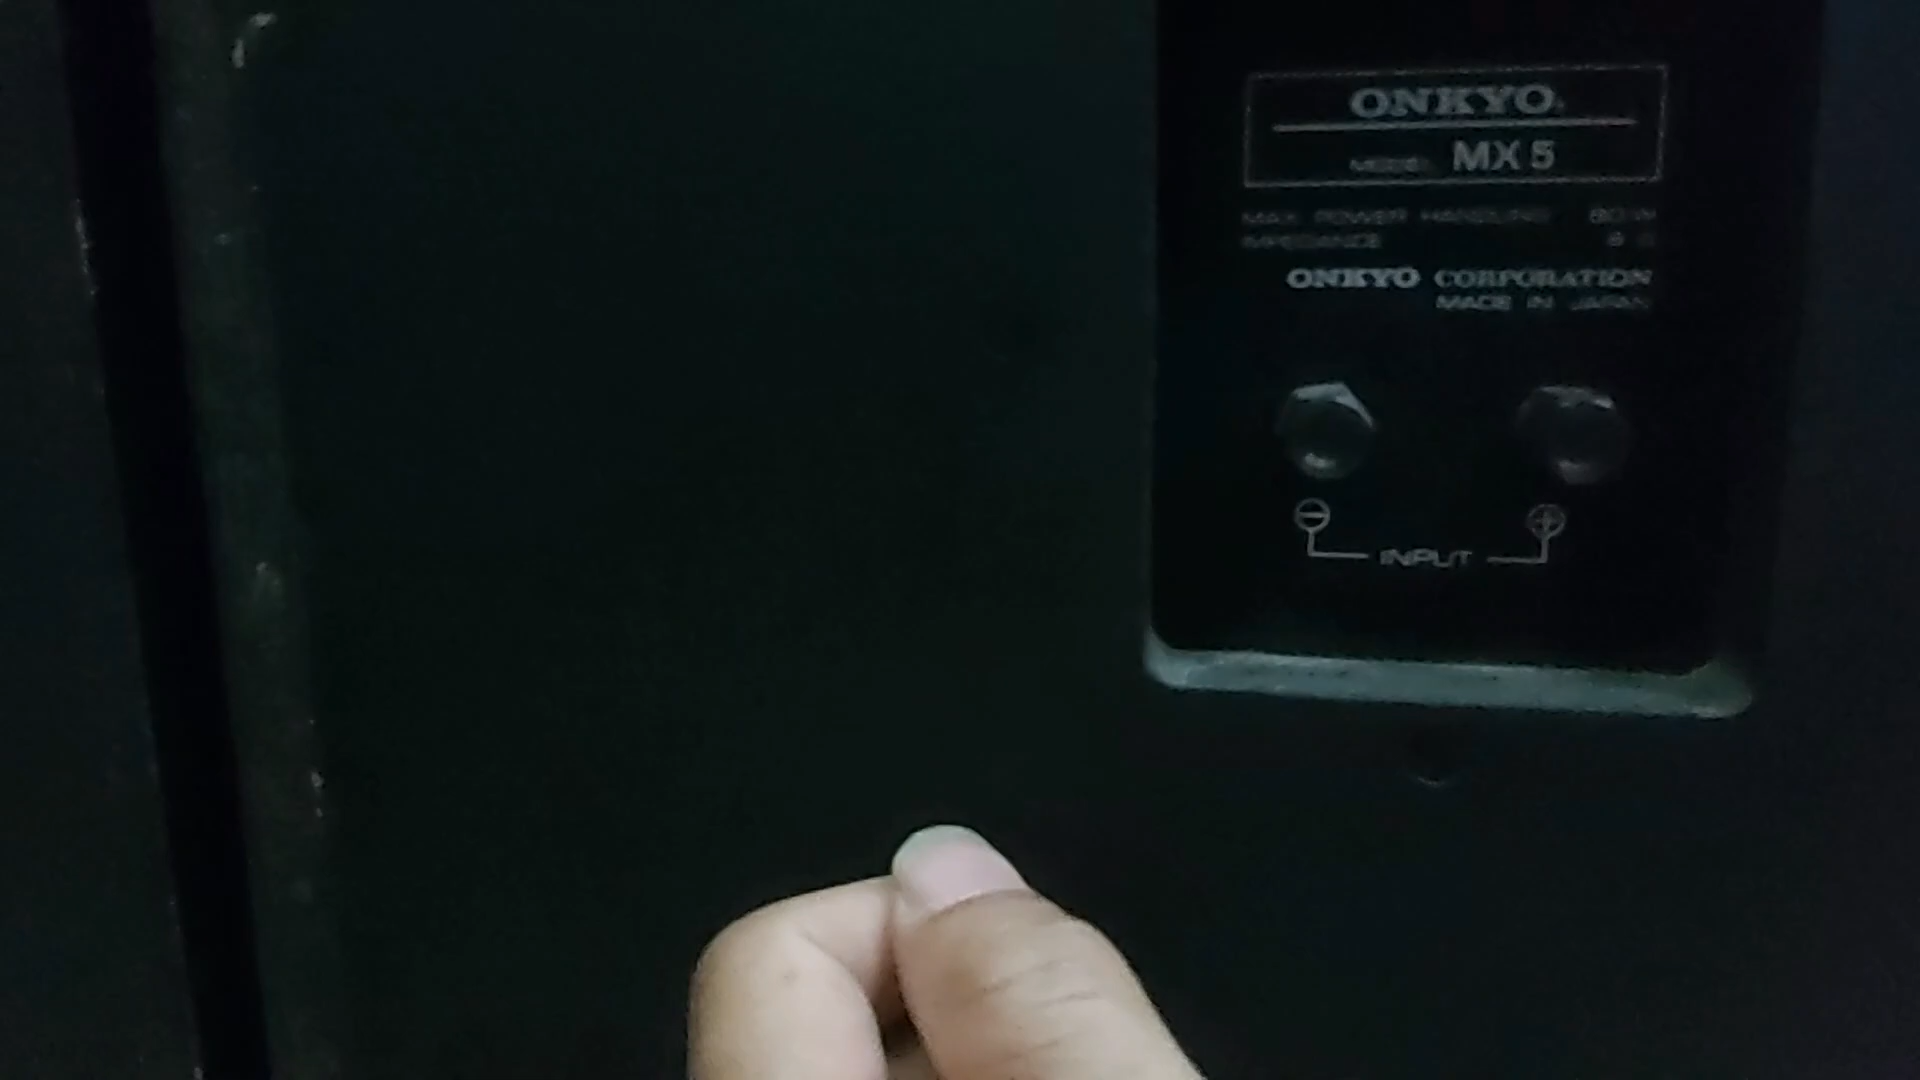 ONKYO
MODEL MX 5
MAX. POWER HANDLING
IMPEDANCE
ONKYO CORPORATION
MADE IN JAPAN
INPUT